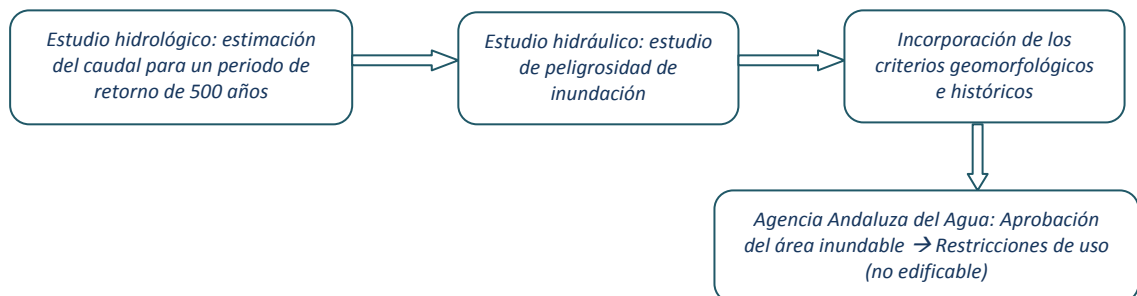 Estudio hidrológico: estimación
del caudal para un periodo de
retorno de 500 años
Estudio hidráulico: estudio
de peligrosidad de
inundación
Incorporación de los
criterios geomorfológicos
e históricos
Agencia Andaluza del Agua: Aprobación
del área inundable → Restricciones de uso
(no edificable)